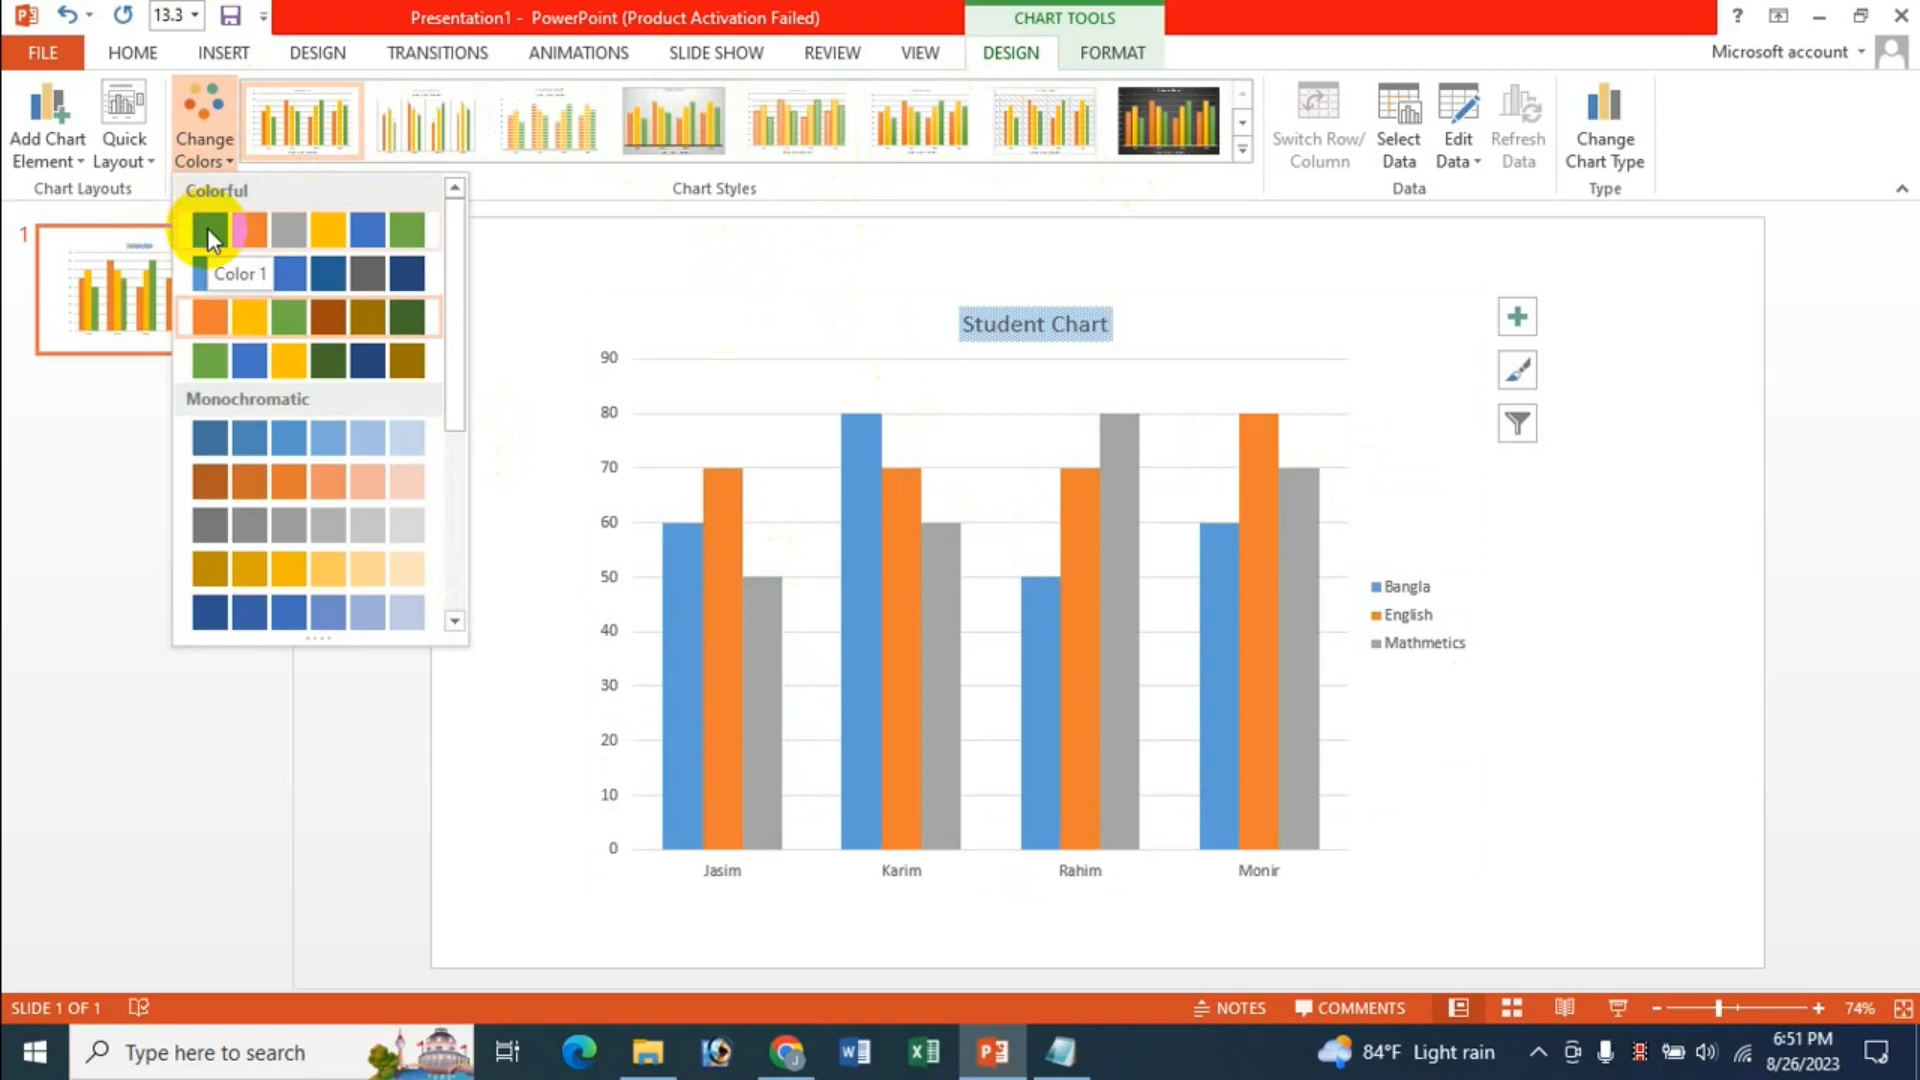 13.3
Presentation1 - PowerPoint (Product Activation Failed)
CHART TOOLS
?
FILE
HOME
INSERT
DESIGN
TRANSITIONS
ANIMATIONS
SLIDE SHOW
REVIEW
VIEW
DESIGN
FORMAT
Microsoft account
Add Chart
Element
Quick
Layout
Change
Colors
Switch Row/
Column
Select
Data
Edit
Data
Refresh
Data
Change
Chart Type
Chart Layouts
Chart Styles
Data
Type
Colorful
Color 1
Monochromatic
1
Student Chart
90
80
70
60
50
40
30
20
10
0
Jasim
Karim
Rahim
Monir
Bangla
English
Mathmetics
SLIDE 1 OF 1
NOTES
COMMENTS
74%
Type here to search
84°F Light rain
6:51 PM
8/26/2023